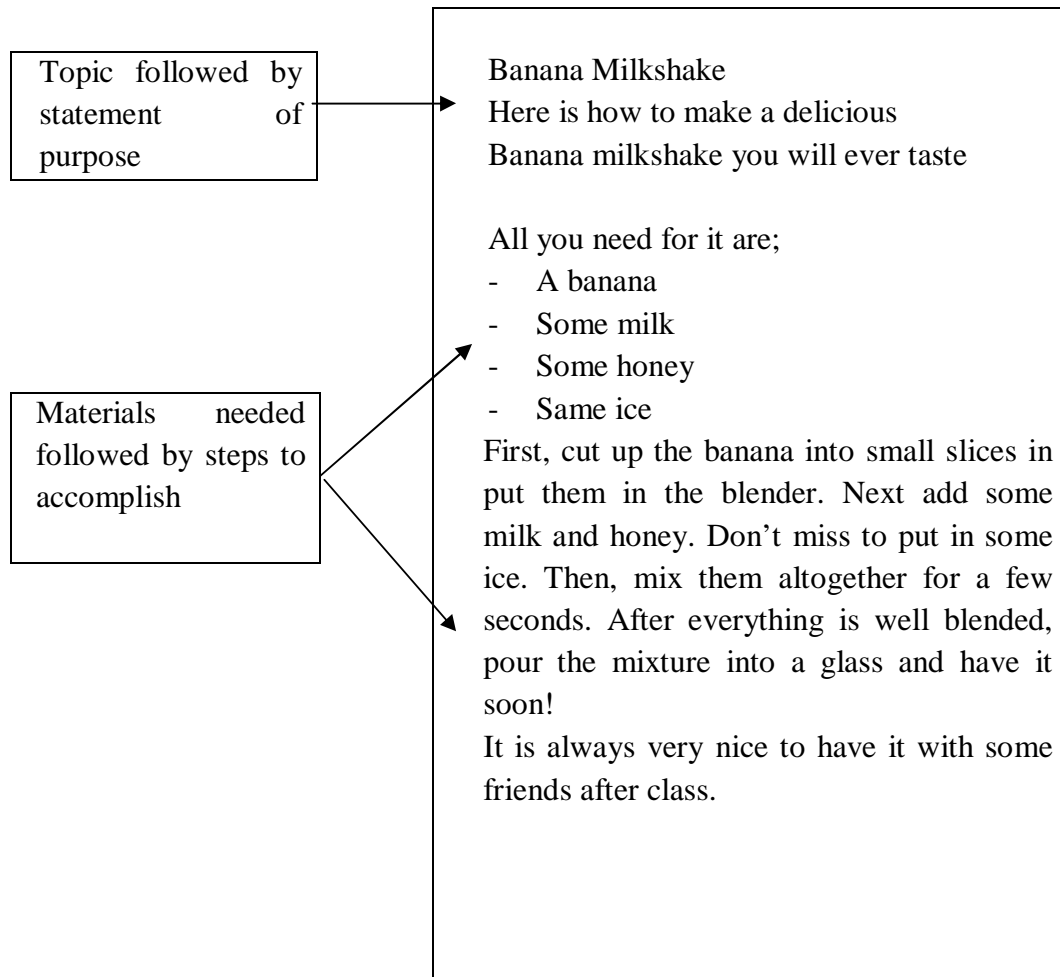 Topic followed by
statement of
purpose
Banana Milkshake
Here is how to make a delicious
Banana milkshake you will ever taste
All you need for it are;
- A banana
- Some milk
- Some honey
- Same ice
Materials needed
followed by steps to
accomplish
First, cut up the banana into small slices in
put them in the blender. Next add some
milk and honey. Don’t miss to put in some
ice. Then, mix them altogether for a few
seconds. After everything is well blended,
pour the mixture into a glass and have it
soon!
It is always very nice to have it with some
friends after class.